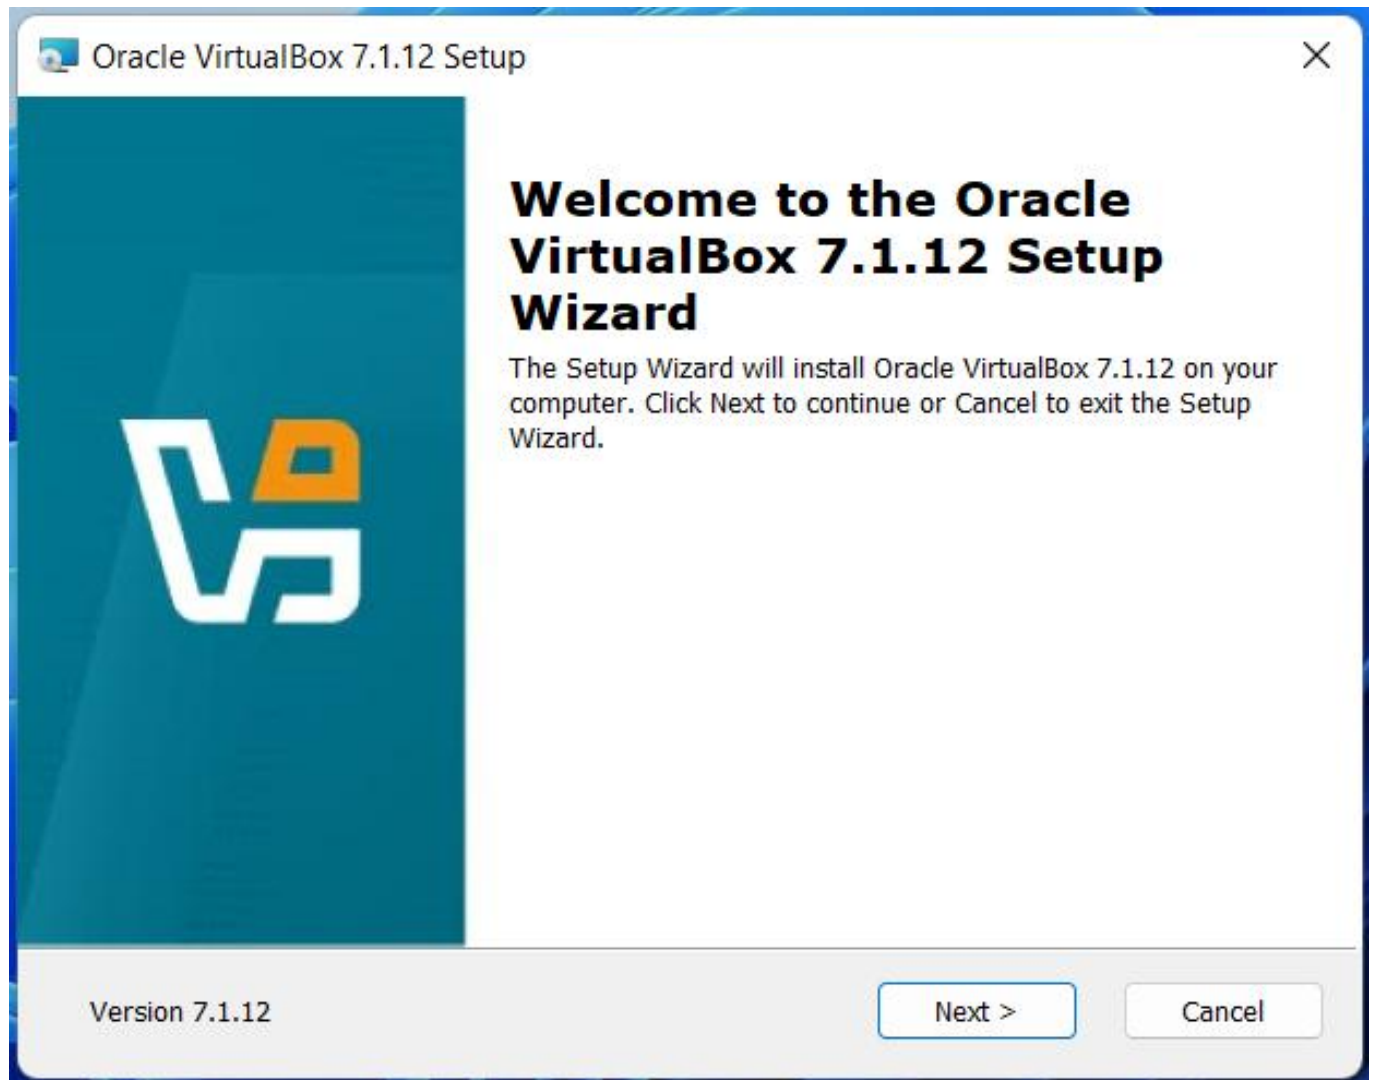 Oracle VirtualBox 7.1.12 Setup
Welcome to the Oracle
VirtualBox 7.1.12 Setup
Wizard
The Setup Wizard will install Oracle VirtualBox 7.1.12 on your
computer. Click Next to continue or Cancel to exit the Setup
Wizard.
Version 7.1.12
Next >
Cancel